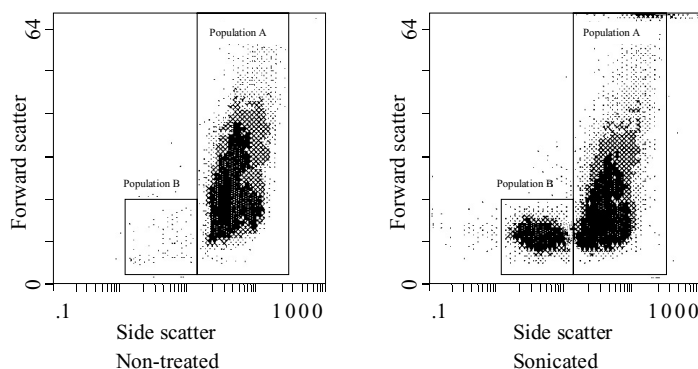 64
Population A
Population B
Forward scatter
0
.1
1000
Side scatter
Non-treated
64
Population A
Population B
Forward scatter
0
.1
1000
Side scatter
Sonicated